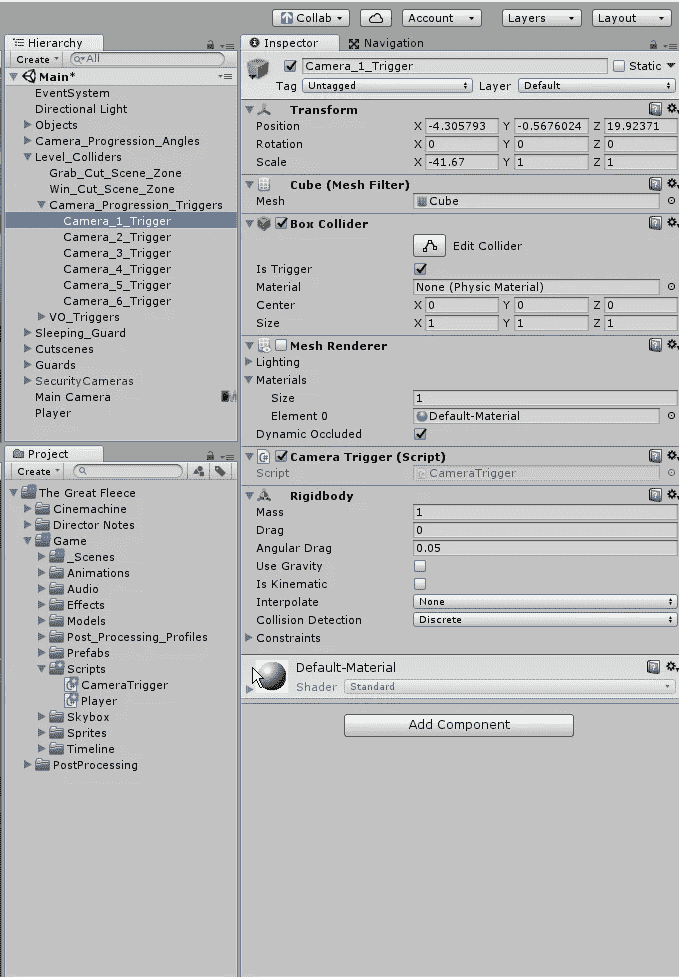 Collab Account Layers Layout
Hierarchy
Create All
Main*
EventSystem
Directional Light
Objects
Camera_Progression_Angles
Level_Colliders
Grab_Cut_Scene_Zone
Win_Cut_Scene_Zone
Camera_Progression_Triggers
Camera_1_Trigger
Camera_2_Trigger
Camera_3_Trigger
Camera_4_Trigger
Camera_5_Trigger
Camera_6_Trigger
VO_Triggers
Sleeping_Guard
Cutscenes
Guards
SecurityCameras
Main Camera
Player
Project
Create
The Great Fleece
Cinemachine
Director Notes
Game
_Scenes
Animations
Audio
Effects
Models
Post_Processing_Profiles
Prefabs
Scripts
CameraTrigger
Player
Skybox
Sprites
Timeline
PostProcessing
Inspector Navigation
Camera_1_Trigger Static
Tag Untagged Layer Default
Transform
Position X -4.305793 Y -0.5676024 Z 19.92371
Rotation X 0 Y 0 Z 0
Scale X -41.67 Y 1 Z 1
Cube (Mesh Filter)
Mesh Cube
Box Collider
Edit Collider
Is Trigger
Material None (Physic Material)
Center X 0 Y 0 Z 0
Size X 1 Y 1 Z 1
Mesh Renderer
Lighting
Materials
Size 1
Element 0 Default-Material
Dynamic Occluded
Camera Trigger (Script)
Script CameraTrigger
Rigidbody
Mass 1
Drag 0
Angular Drag 0.05
Use Gravity
Is Kinematic
Interpolate None
Collision Detection Discrete
Constraints
Default-Material
Shader Standard
Add Component